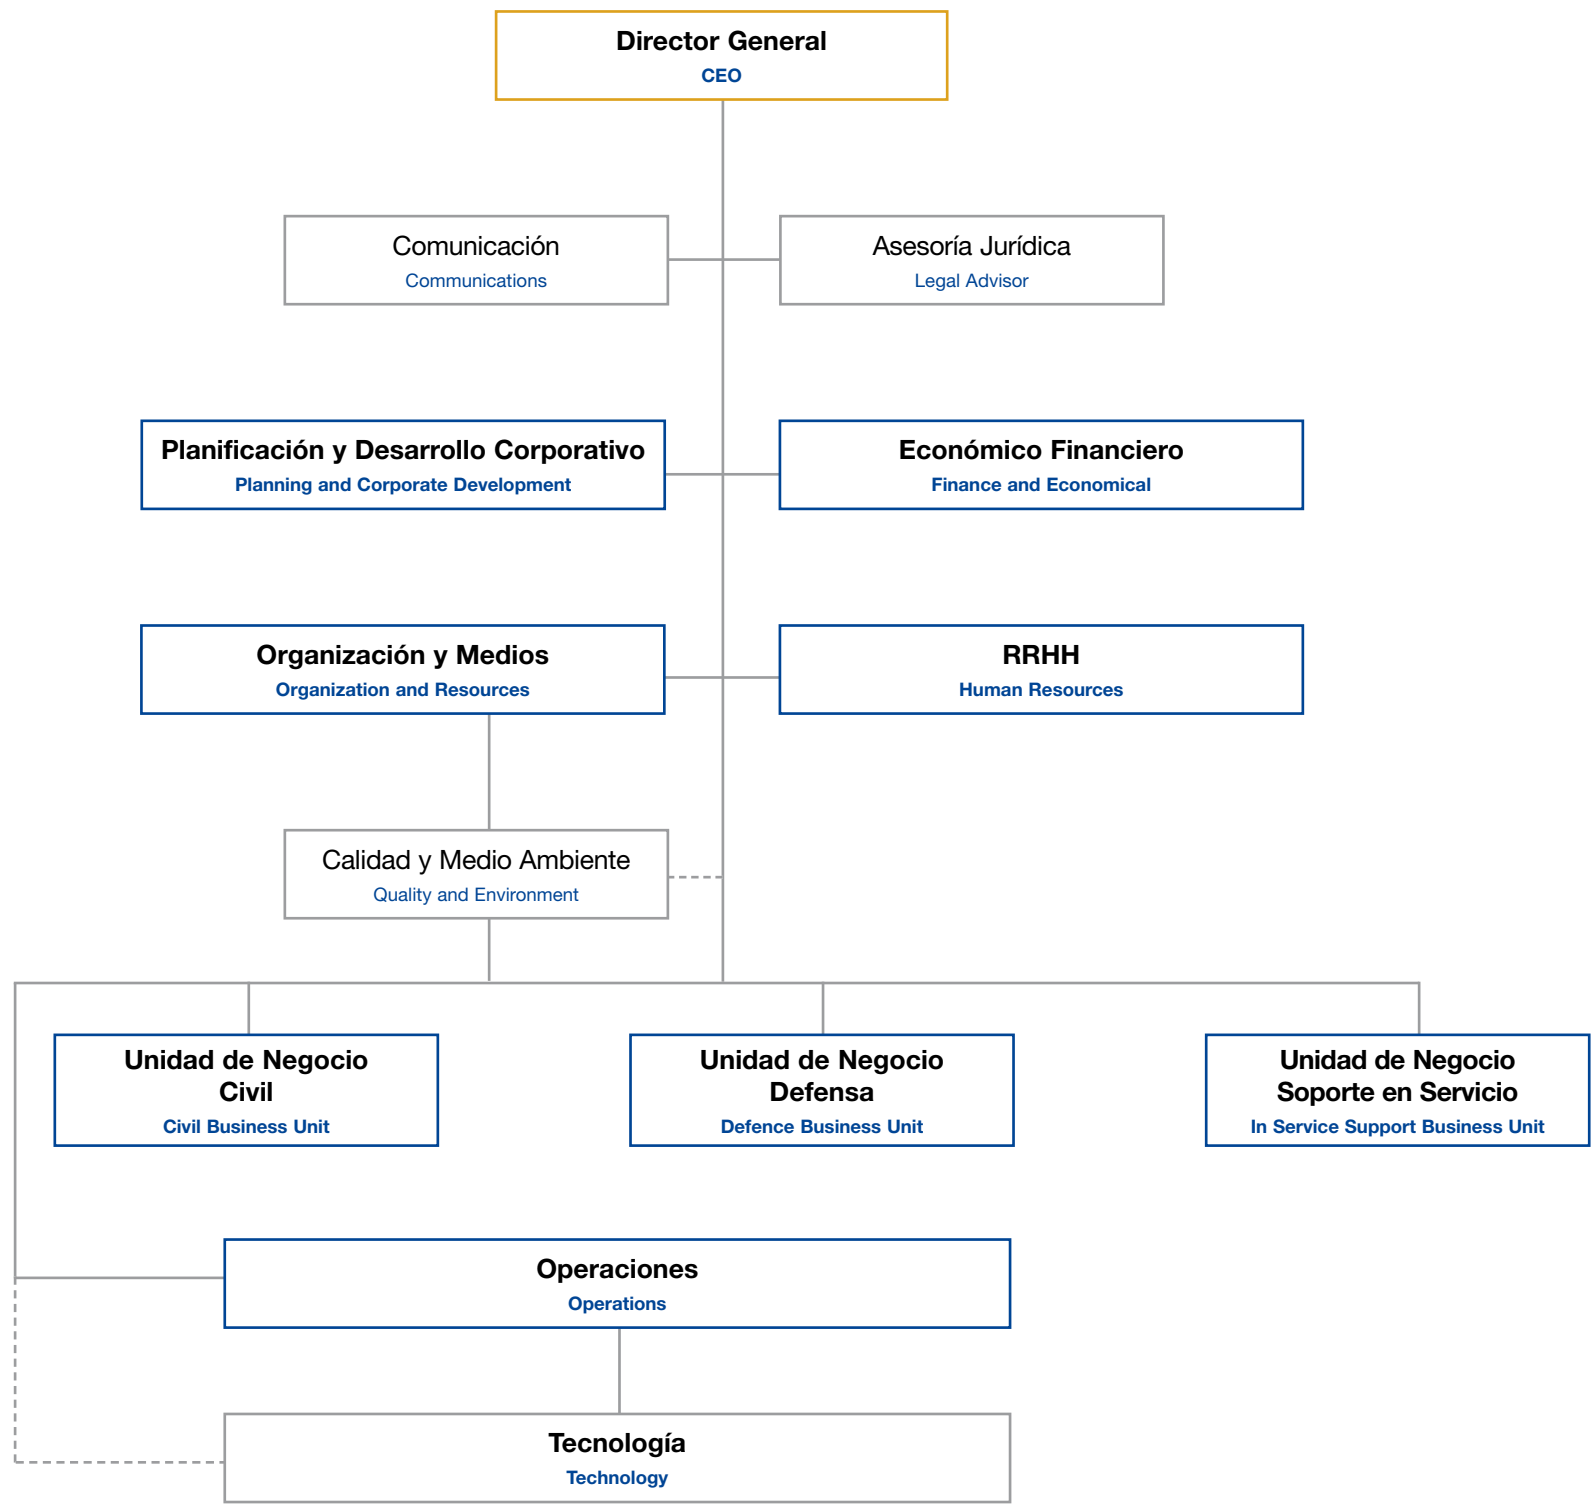 Director General
CEO
Comunicación
Communications
Asesoría Jurídica
Legal Advisor
Planificación y Desarrollo Corporativo
Planning and Corporate Development
Económico Financiero
Finance and Economical
Organización y Medios
Organization and Resources
RRHH
Human Resources
Calidad y Medio Ambiente
Quality and Environment
Unidad de Negocio
Civil
Civil Business Unit
Unidad de Negocio
Defensa
Defence Business Unit
Unidad de Negocio
Soporte en Servicio
In Service Support Business Unit
Operaciones
Operations
Tecnología
Technology